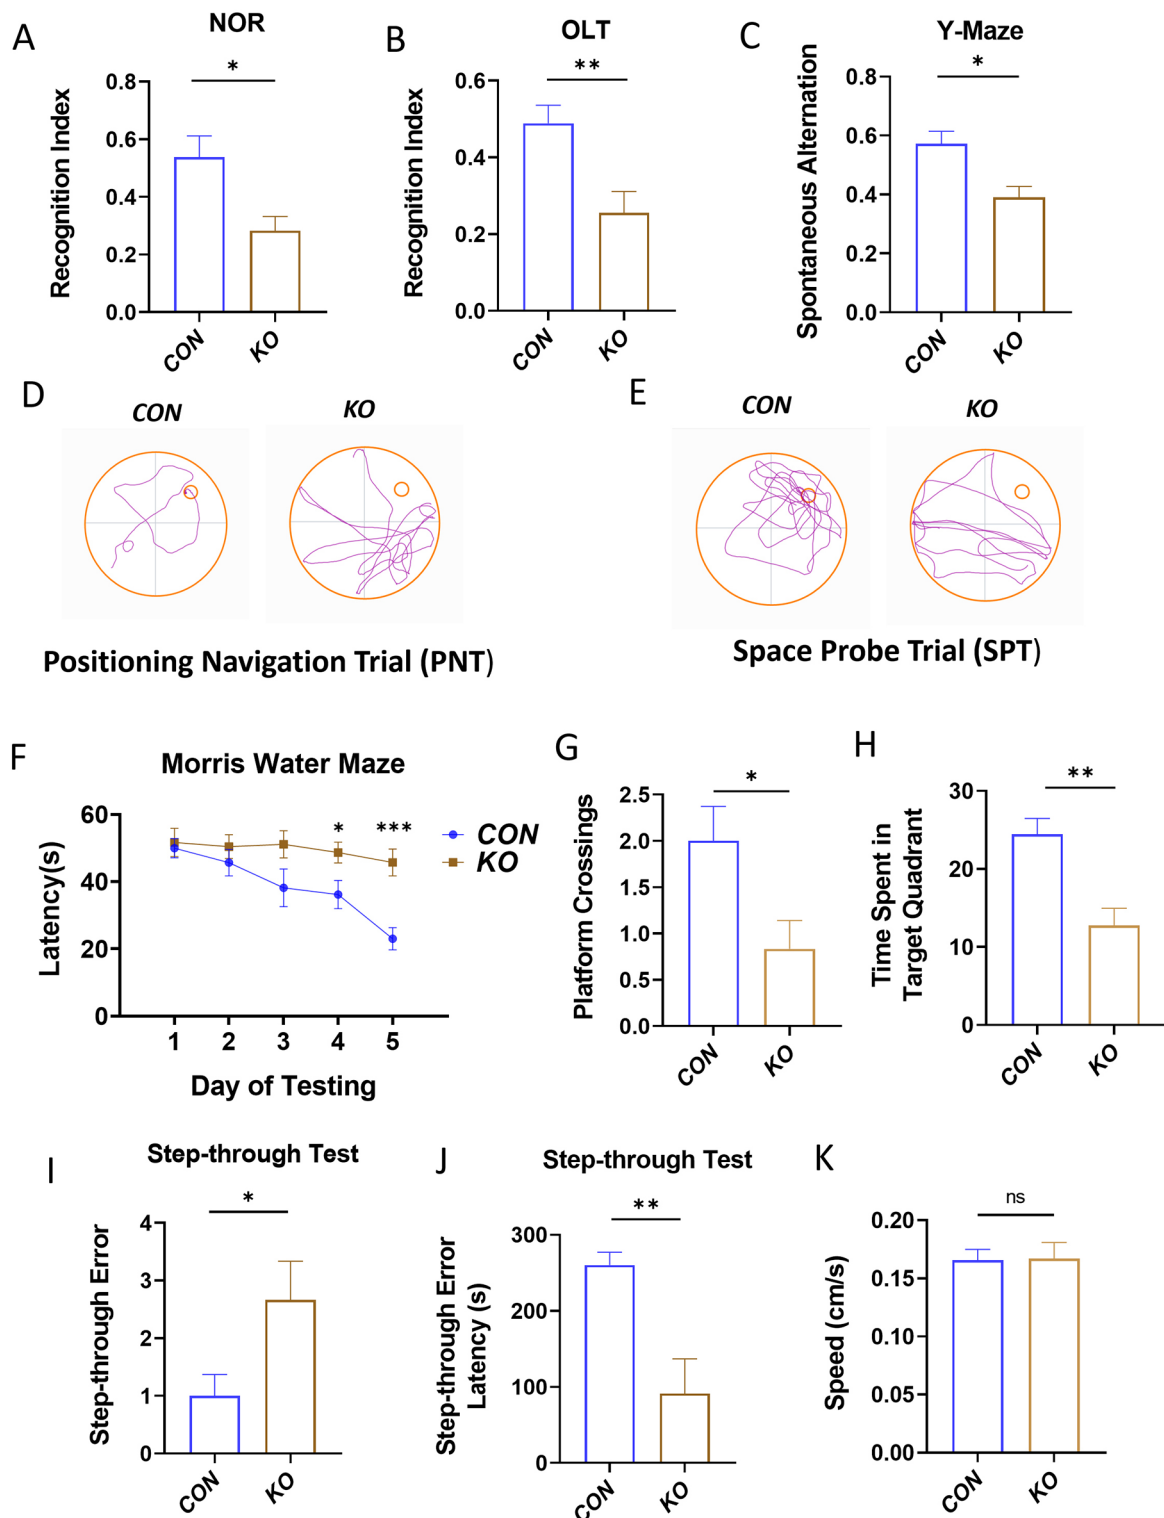 A
NOR
*
Recognition Index
0.8
0.6
0.4
0.2
0.0
CON
KO
B
OLT
**
Recognition Index
0.6
0.4
0.2
0.0
CON
KO
C
Y-Maze
*
Spontaneous Alternation
0.8
0.6
0.4
0.2
0.0
CON
KO
D
CON
KO
Positioning Navigation Trial (PNT)
E
CON
KO
Space Probe Trial (SPT)
F
Morris Water Maze
Latency(s)
60
40
20
0
* ***
CON
KO
1 2 3 4 5
Day of Testing
G
*
Platform Crossings
2.5
2.0
1.5
1.0
0.5
0.0
CON
KO
H
**
Time Spent in
Target Quadrant
30
20
10
0
CON
KO
I
Step-through Test
*
Step-through Error
4
3
2
1
0
CON
KO
J
Step-through Test
**
Step-through Error
Latency (s)
300
200
100
0
CON
KO
K
ns
Speed (cm/s)
0.20
0.15
0.10
0.05
0.00
CON
KO